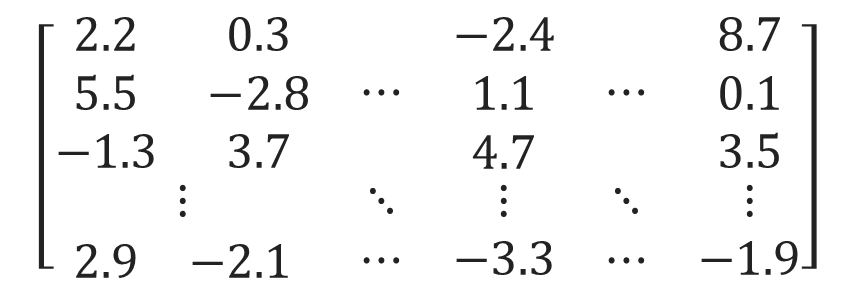 2.2 0.3 −2.4 8.7
5.5 −2.8 ⋯ 1.1 ⋯ 0.1
−1.3 3.7 4.7 3.5
⋮ ⋱ ⋮ ⋱ ⋮
2.9 −2.1 ⋯ −3.3 ⋯ −1.9